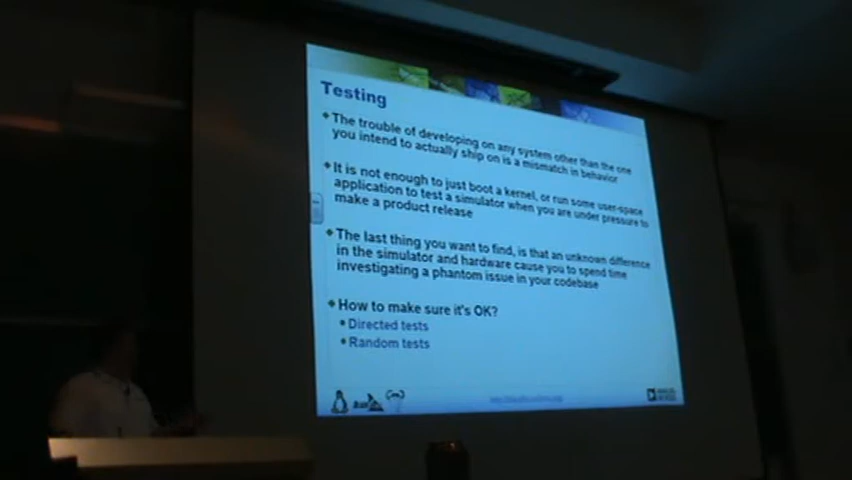 Testing
The trouble of developing on any system other than the one
you intend to actually ship on is a mismatch in behavior
It is not enough to just boot a kernel, or run some user-space
application to test a simulator when you are under pressure to
make a product release
The last thing you want to find, is that an unknown difference
in the simulator and hardware cause you to spend time
investigating a phantom issue in your codebase
How to make sure it's OK?
Directed tests
Random tests